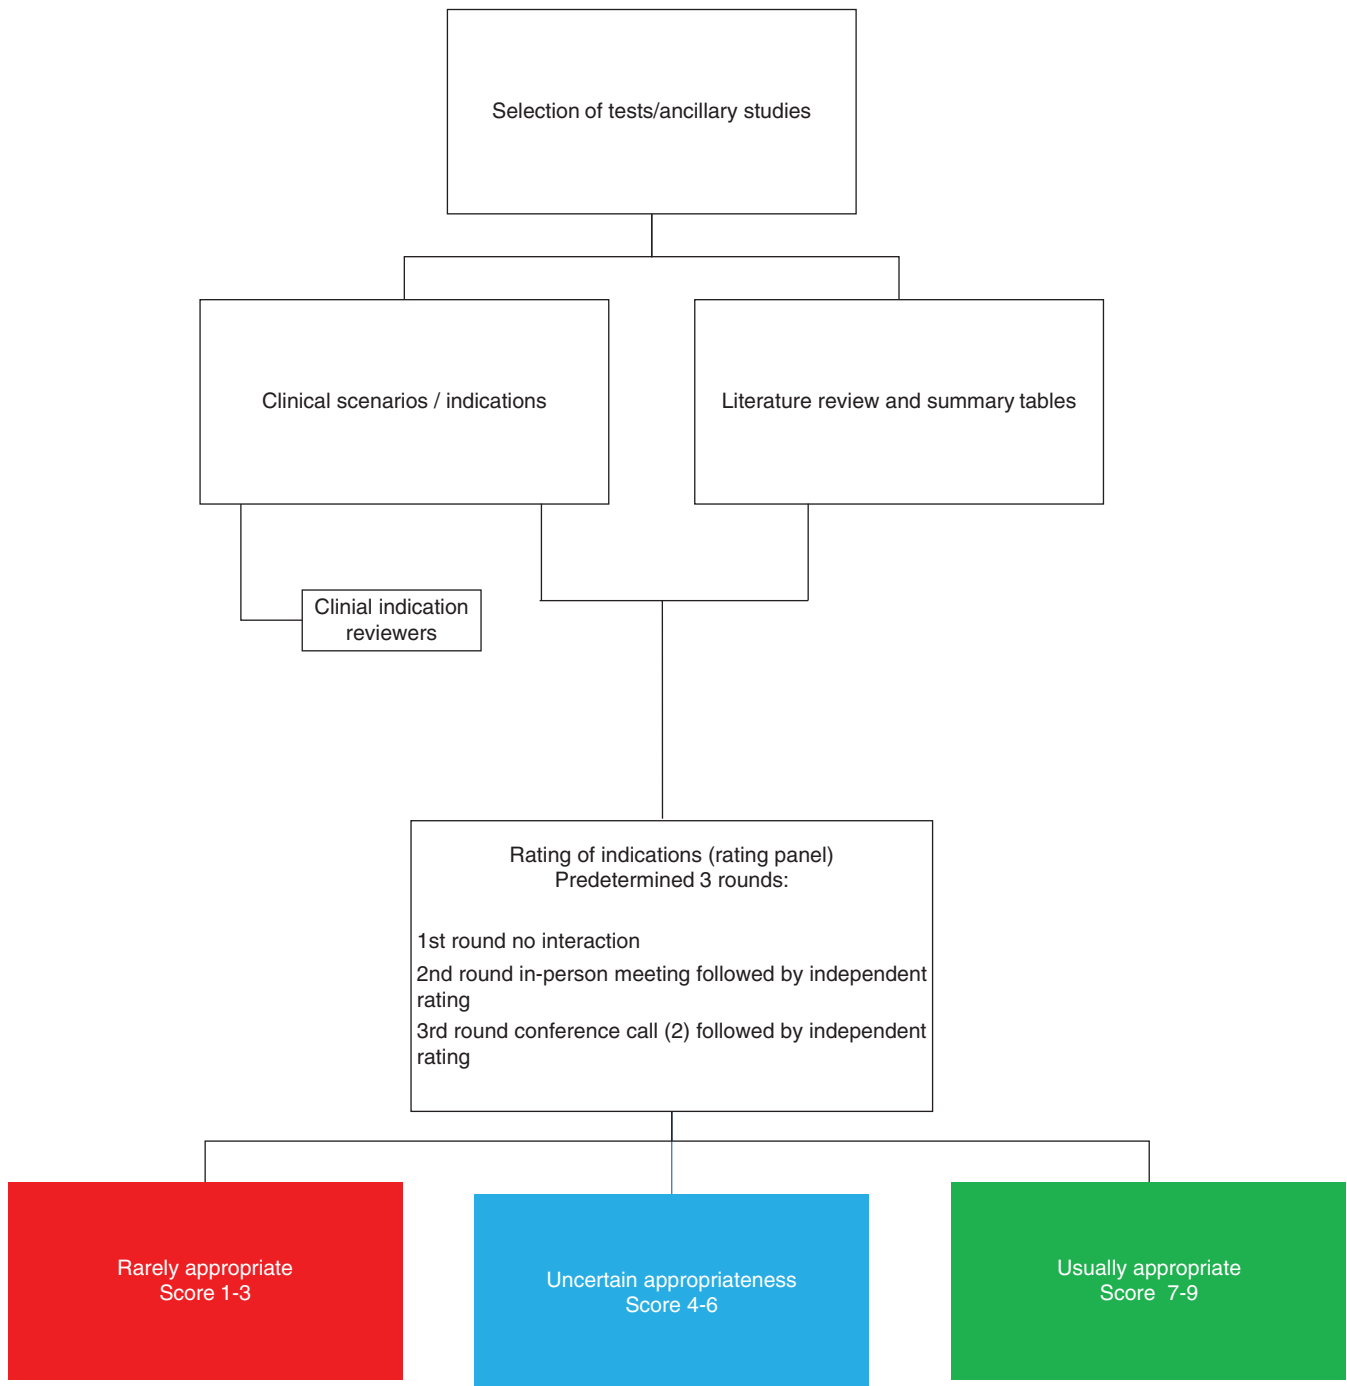 Selection of tests/ancillary studies
Clinical scenarios / indications
Literature review and summary tables
Clinial indication
reviewers
Rating of indications (rating panel)
Predetermined 3 rounds:
1st round no interaction
2nd round in-person meeting followed by independent
rating
3rd round conference call (2) followed by independent
rating
Rarely appropriate
Score 1-3
Uncertain appropriateness
Score 4-6
Usually appropriate
Score 7-9